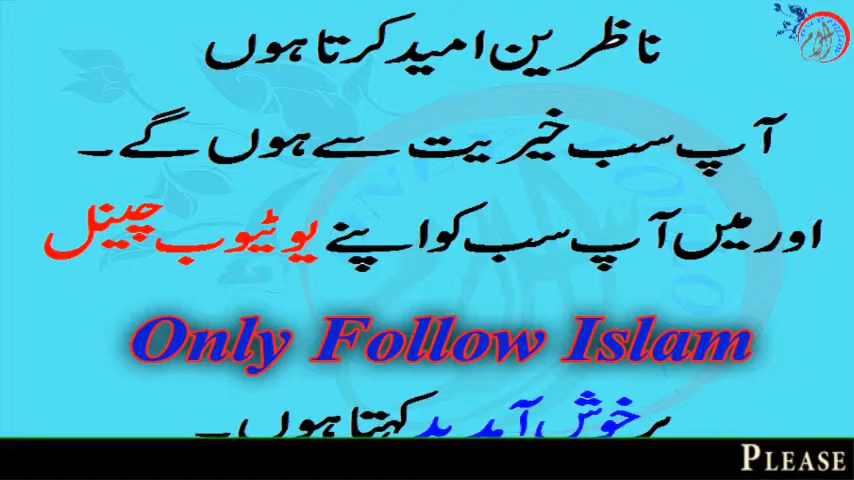 ناظرین امید کرتا ہوں
آپ سب خیریت سے ہوں گے۔
اور میں آپ سب کو اپنے یوٹیوب چینل
Only Follow Islam
پر خوش آمدید کہتا ہوں۔
PLEASE